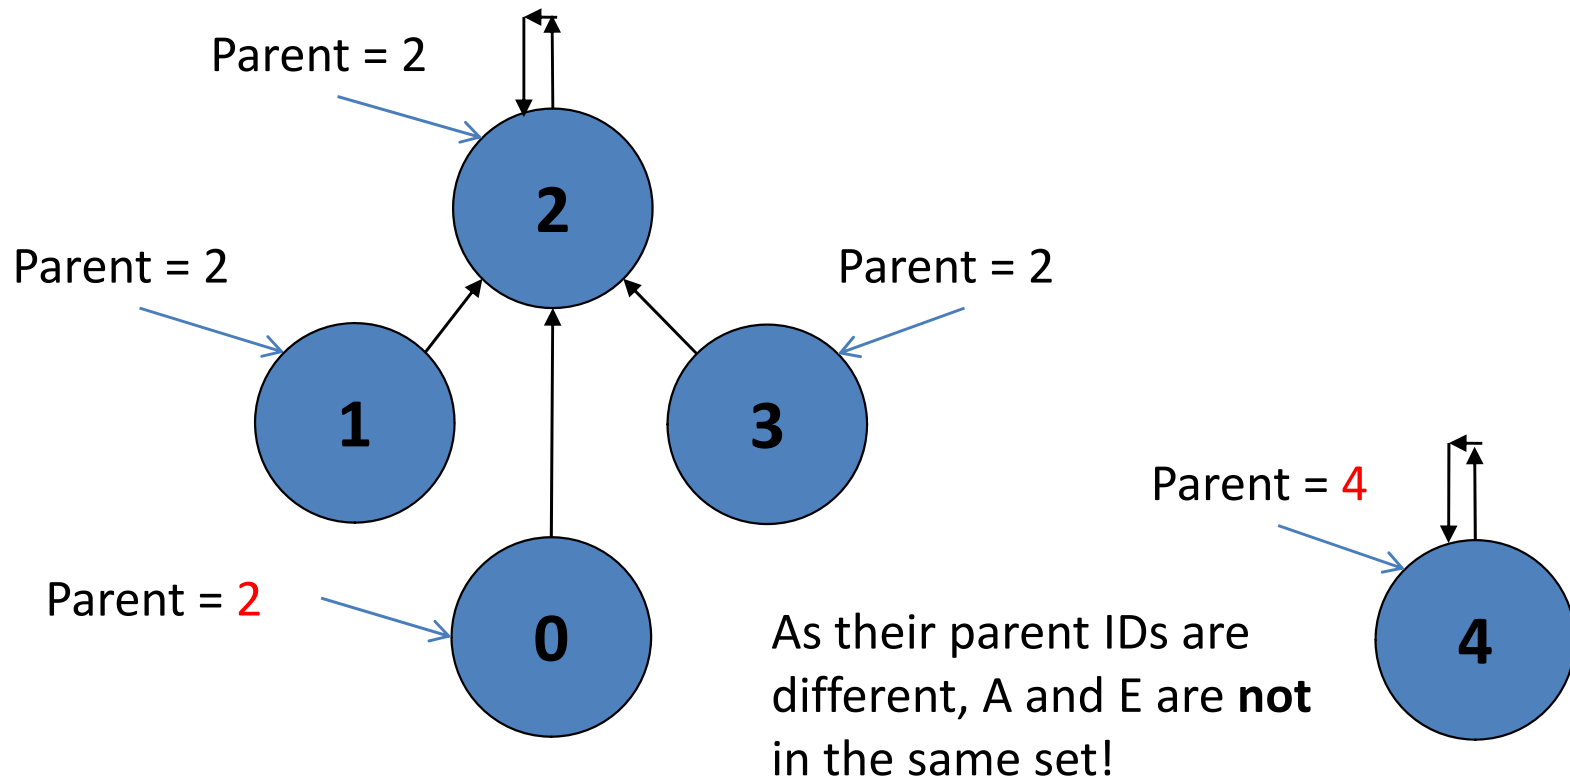 Parent = 2
2
Parent = 2
Parent = 2
1
3
Parent = 4
Parent = 2
0
As their parent IDs are
different, A and E are not
in the same set!
4